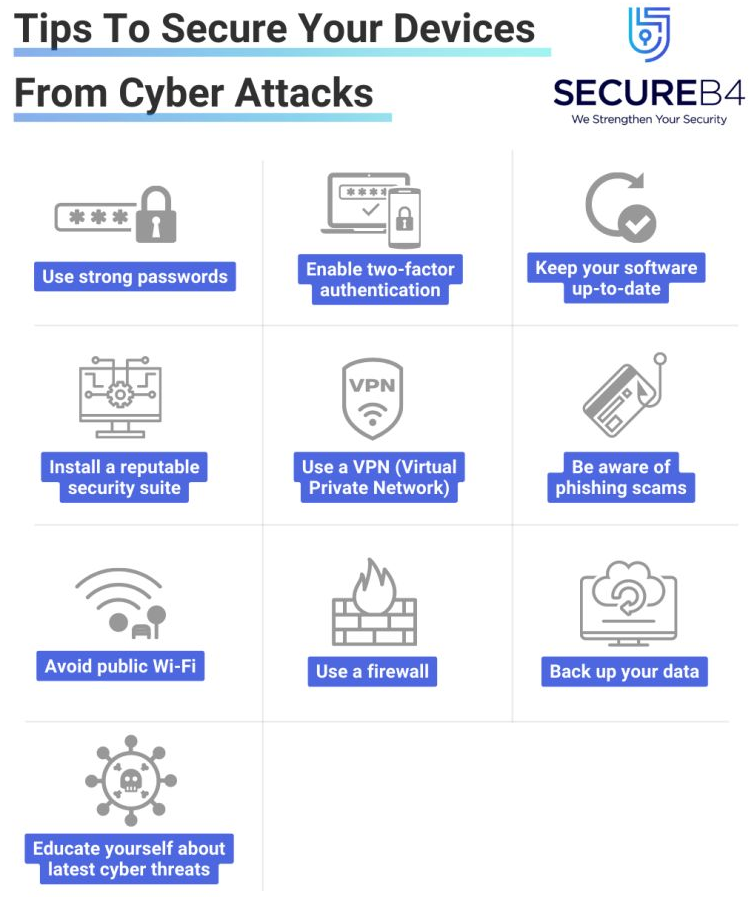 Tips To Secure Your Devices
From Cyber Attacks
SECUREB4
We Strengthen Your Security
***
Use strong passwords
****
Enable two-factor
authentication
Keep your software
up-to-date
Install a reputable
security suite
VPN
Use a VPN (Virtual
Private Network)
Be aware of
phishing scams
Avoid public Wi-Fi
Use a firewall
Back up your data
Educate yourself about
latest cyber threats